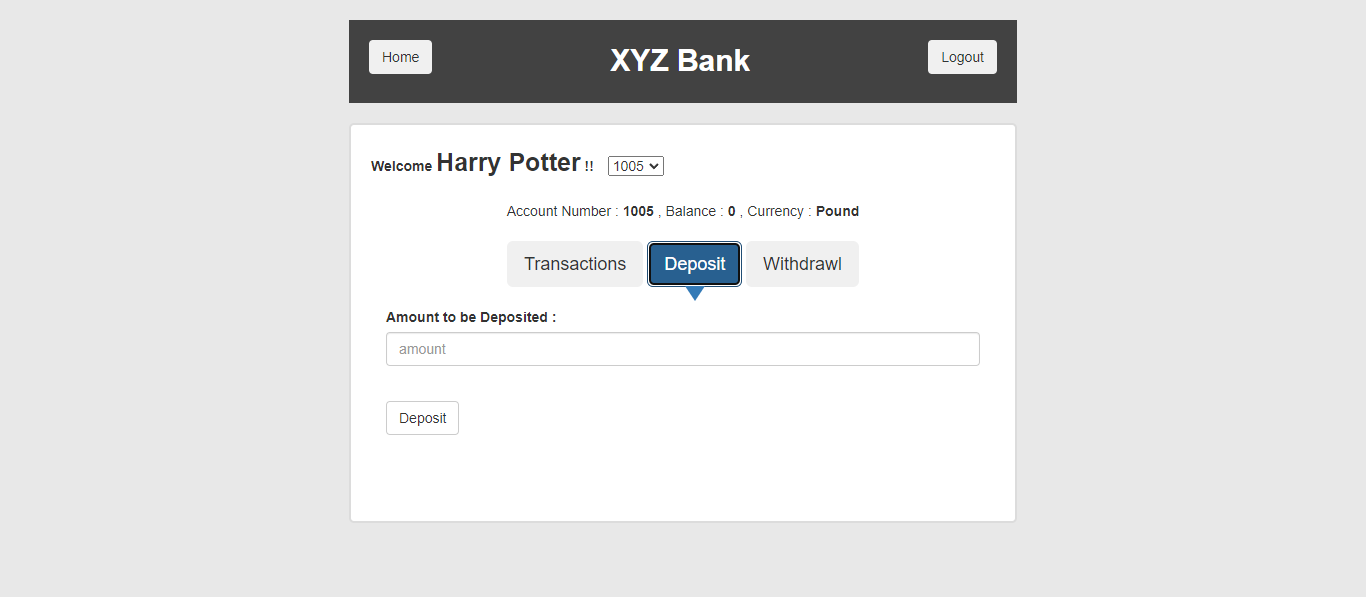 Home XYZ Bank Logout
Welcome Harry Potter !! 1005
Account Number : 1005 , Balance : 0 , Currency : Pound
Transactions Deposit Withdrawl
Amount to be Deposited :
amount
Deposit